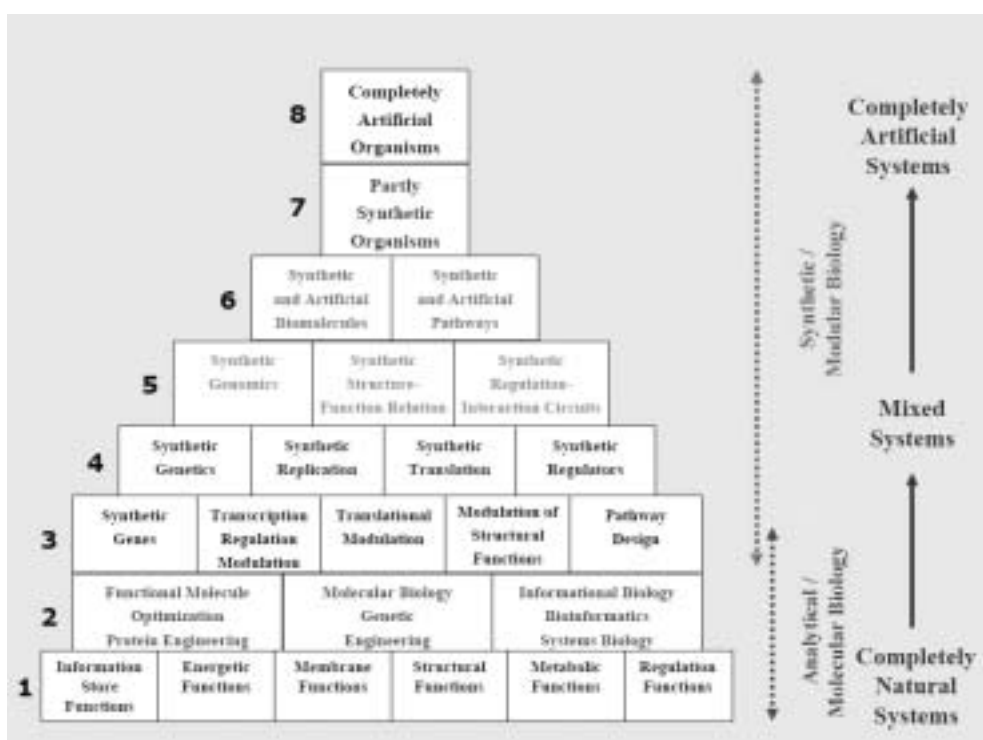 8
Completely
Artificial
Organisms
7
Partly
Synthetic
Organisms
6
Synthetic
and Artificial
Biomolecules
Synthetic
and Artificial
Pathways
5
Synthetic
Genomics
Synthetic
Structure-
Function Relation
Synthetic
Regulation-
Interaction Circuits
4
Synthetic
Genetics
Synthetic
Replication
Synthetic
Translation
Synthetic
Regulators
3
Synthetic
Genes
Transcription
Regulation
Modulation
Translational
Modulation
Modulation of
Structural
Functions
Pathway
Design
2
Functional Molecule
Optimization
Protein Engineering
Molecular Biology
Genetic
Engineering
Informational Biology
Bioinformatics
Systems Biology
1
Information
Store
Functions
Energetic
Functions
Membrane
Functions
Structural
Functions
Metabolic
Functions
Regulation
Functions
Synthetic /
Modular Biology
Analytical /
Molecular Biology
Completely
Artificial
Systems
Mixed
Systems
Completely
Natural
Systems